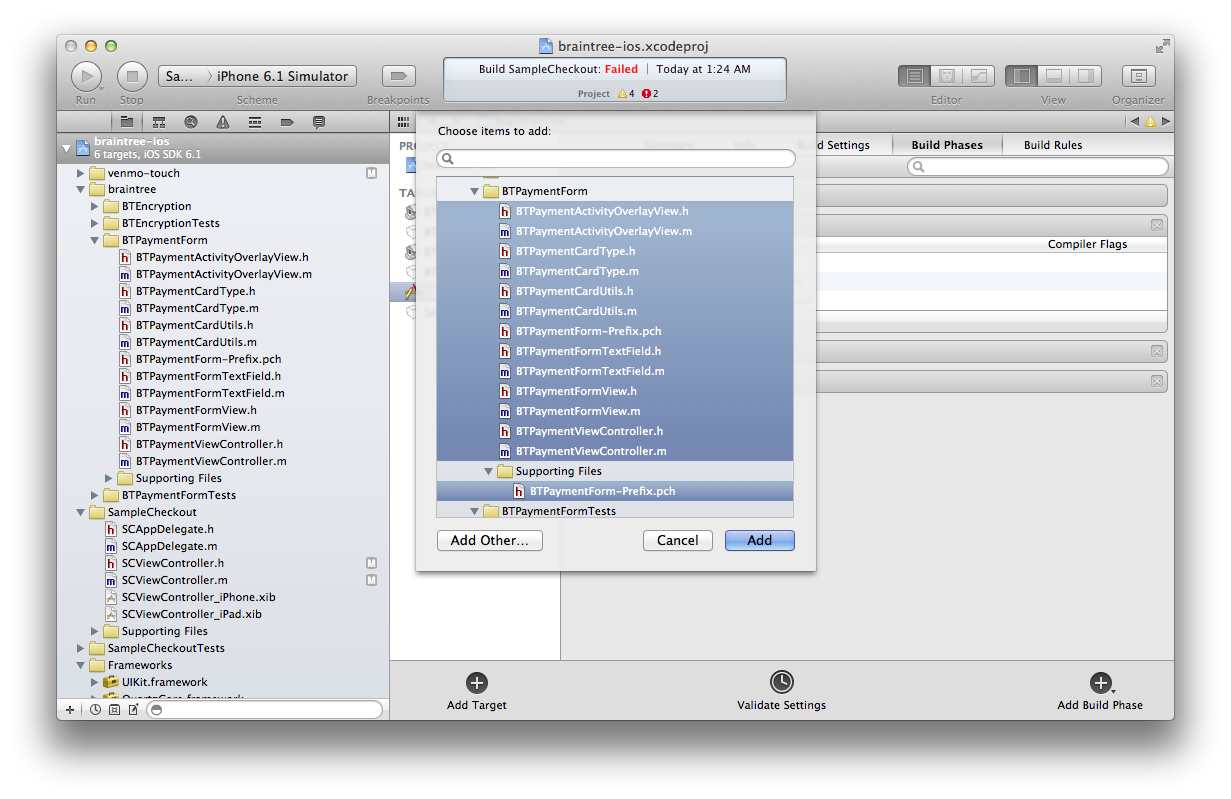 braintree-ios.xcodeproj
Run
Stop
Sa... iPhone 6.1 Simulator
Scheme
Breakpoints
Build SampleCheckout: Failed | Today at 1:24 AM
Project 4 2
Editor
View
Organizer
braintree-ios
6 targets, iOS SDK 6.1
venmo-touch M
braintree
BTEncryption
BTEncryptionTests
BTPaymentForm
BTPaymentActivityOverlayView.h
BTPaymentActivityOverlayView.m
BTPaymentCardType.h
BTPaymentCardType.m
BTPaymentCardUtils.h
BTPaymentCardUtils.m
BTPaymentForm-Prefix.pch
BTPaymentFormTextField.h
BTPaymentFormTextField.m
BTPaymentFormView.h
BTPaymentFormView.m
BTPaymentViewController.h
BTPaymentViewController.m
Supporting Files
BTPaymentFormTests
SampleCheckout
SCAppDelegate.h
SCAppDelegate.m
SCViewController.h M
SCViewController.m M
SCViewController_iPhone.xib
SCViewController_iPad.xib
Supporting Files
SampleCheckoutTests
Frameworks
UIKit.framework
QuartzCore.framework
Choose items to add:
BTPaymentForm
BTPaymentActivityOverlayView.h
BTPaymentActivityOverlayView.m
BTPaymentCardType.h
BTPaymentCardType.m
BTPaymentCardUtils.h
BTPaymentCardUtils.m
BTPaymentForm-Prefix.pch
BTPaymentFormTextField.h
BTPaymentFormTextField.m
BTPaymentFormView.h
BTPaymentFormView.m
BTPaymentViewController.h
BTPaymentViewController.m
Supporting Files
BTPaymentForm-Prefix.pch
BTPaymentFormTests
Add Other...
Cancel
Add
Settings
Build Phases
Build Rules
Compiler Flags
Add Target
Validate Settings
Add Build Phase